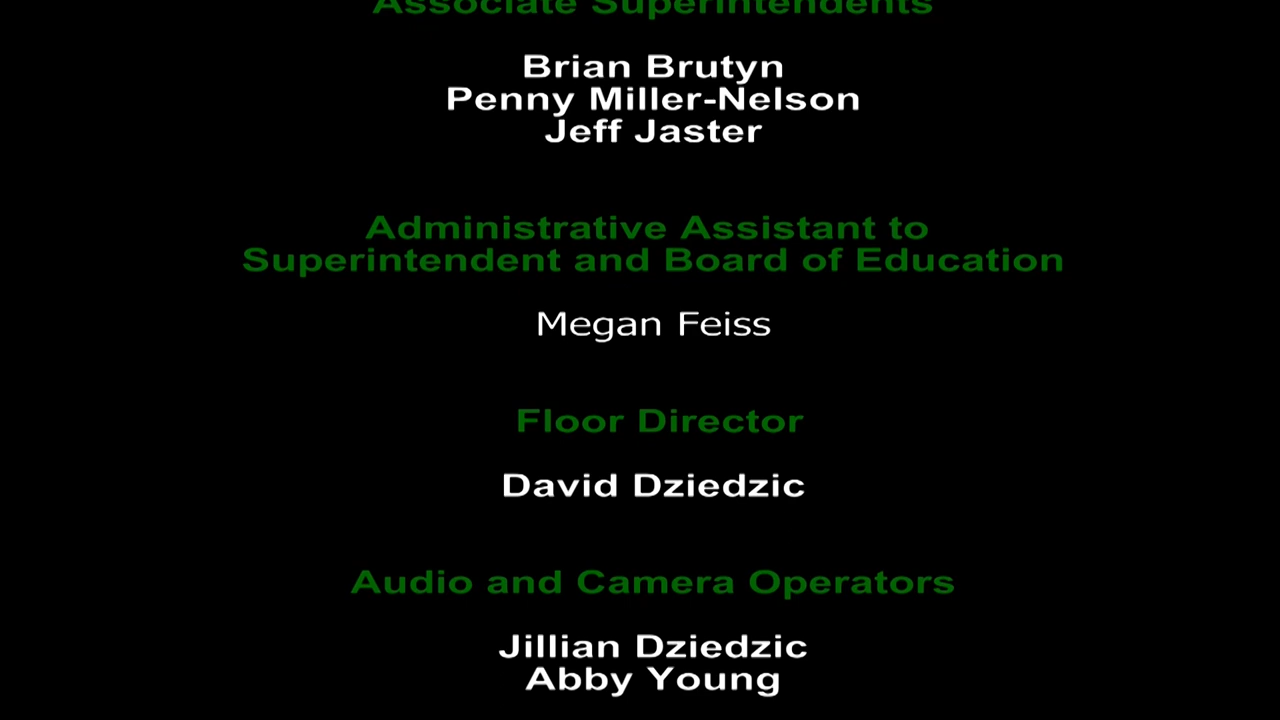 Associate Superintendents
Brian Brutyn
Penny Miller-Nelson
Jeff Jaster
Administrative Assistant to
Superintendent and Board of Education
Megan Feiss
Floor Director
David Dziedzic
Audio and Camera Operators
Jillian Dziedzic
Abby Young